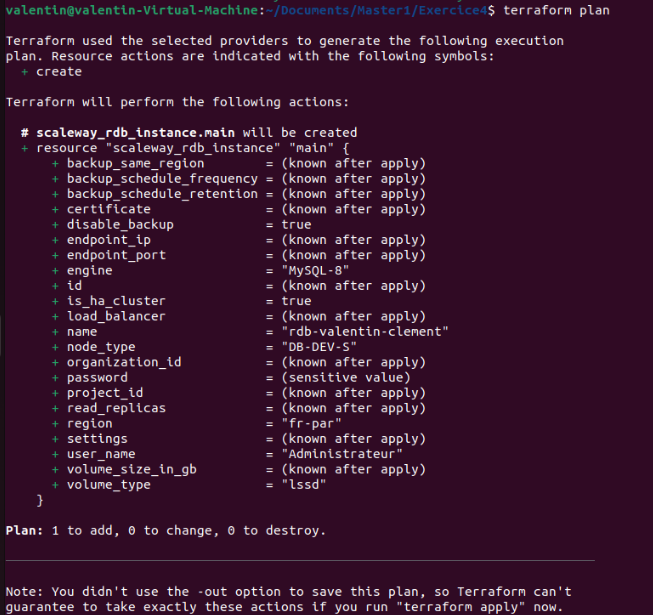 valentin@valentin-Virtual-Machine:~/Documents/Master1/Exercice4$ terraform plan
Terraform used the selected providers to generate the following execution
plan. Resource actions are indicated with the following symbols:
  + create
Terraform will perform the following actions:
  # scaleway_rdb_instance.main will be created
  + resource "scaleway_rdb_instance" "main" {
      + backup_same_region        = (known after apply)
      + backup_schedule_frequency = (known after apply)
      + backup_schedule_retention = (known after apply)
      + certificate               = (known after apply)
      + disable_backup            = true
      + endpoint_ip               = (known after apply)
      + endpoint_port             = (known after apply)
      + engine                    = "MySQL-8"
      + id                        = (known after apply)
      + is_ha_cluster             = true
      + load_balancer             = (known after apply)
      + name                      = "rdb-valentin-clement"
      + node_type                 = "DB-DEV-S"
      + organization_id           = (known after apply)
      + password                  = (sensitive value)
      + project_id                = (known after apply)
      + read_replicas             = (known after apply)
      + region                    = "fr-par"
      + settings                  = (known after apply)
      + user_name                 = "Administrateur"
      + volume_size_in_gb         = (known after apply)
      + volume_type               = "lssd"
    }
Plan: 1 to add, 0 to change, 0 to destroy.
Note: You didn't use the -out option to save this plan, so Terraform can't
guarantee to take exactly these actions if you run "terraform apply" now.